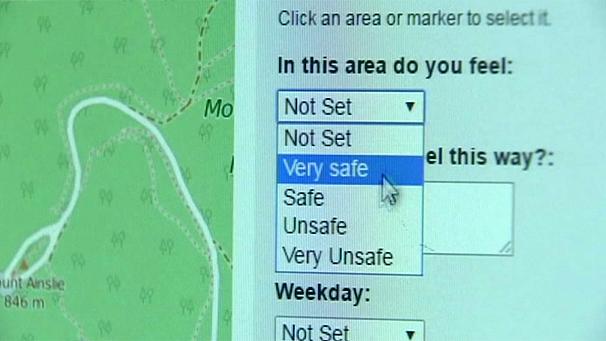 Click an area or marker to select it.
In this area do you feel:
Not Set
Not Set
Very safe
Safe
Unsafe
Very Unsafe
el this way?:
Weekday:
Not Set
Mo
unt Ainslie
846 m